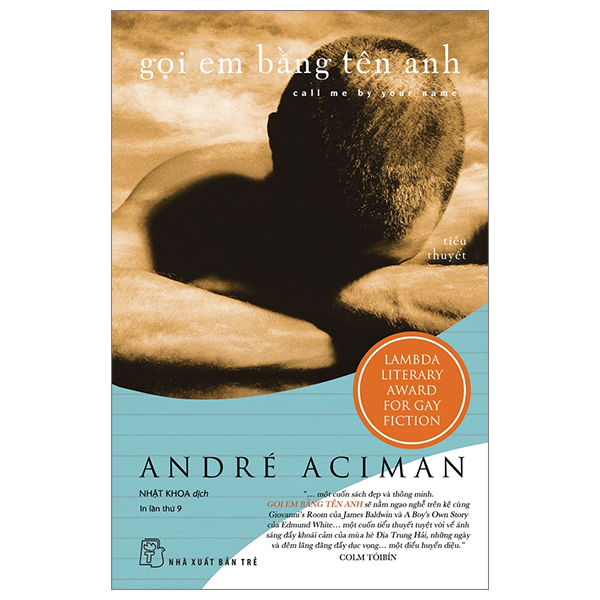 gọi em bằng tên anh
call me by your name
tiểu
thuyết
LAMBDA
LITERARY
AWARD
FOR GAY
FICTION
ANDRÉ ACIMAN
NHẬT KHOA dịch
In lần thứ 9
"... một cuốn sách đẹp và thông minh.
GỌI EM BẰNG TÊN ANH sẽ nằm ngạo nghễ trên kệ cùng
Giovanni's Room của James Baldwin và A Boy's Own Story
của Edmund White... một cuốn tiểu thuyết tuyệt vời về ánh
sáng đầy khoái cảm của mùa hè Địa Trung Hải, những ngày
và đêm lãng đãng đầy dục vọng... một điều huyền diệu."
COLM TÓIBÍN
NHÀ XUẤT BẢN TRẺ